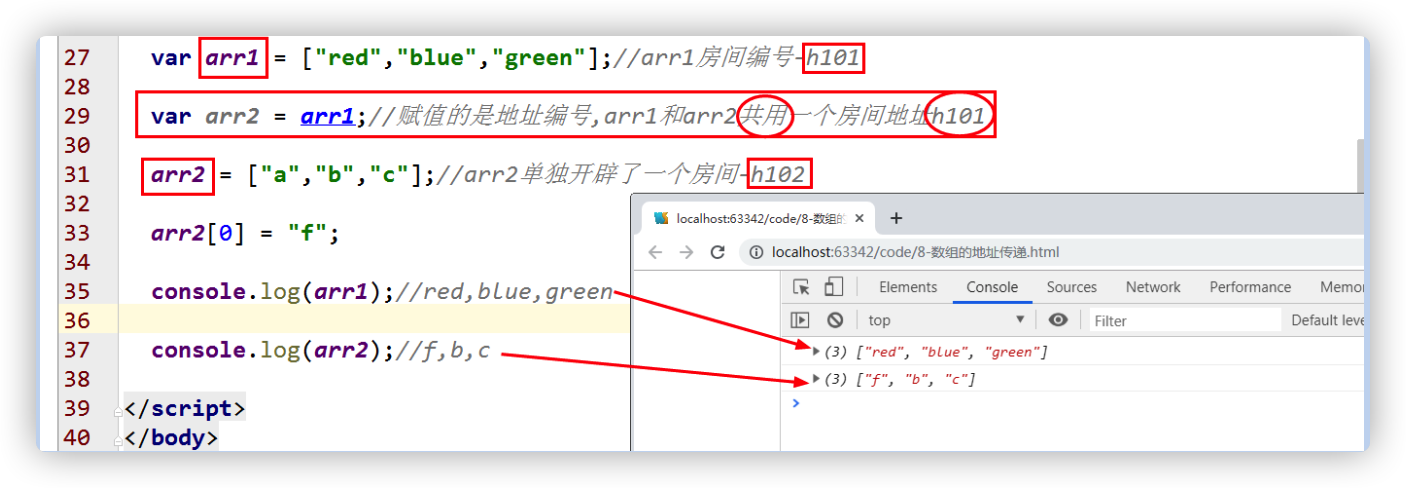 27 var arr1 = ["red","blue","green"];//arr1房间编号-h101
28
29 var arr2 = arr1;//赋值的是地址编号,arr1和arr2共用一个房间地址h101
30
31 arr2 = ["a","b","c"];//arr2单独开辟了一个房间-h102
32
33 arr2[0] = "f";
34
35 console.log(arr1);//red,blue,green
36
37 console.log(arr2);//f,b,c
38
39 </script>
40 </body>
localhost:63342/code/8-数组的
localhost:63342/code/8-数组的地址传递.html
Elements Console Sources Network Performance Memor
top Filter Default leve
(3) ["red", "blue", "green"]
(3) ["f", "b", "c"]